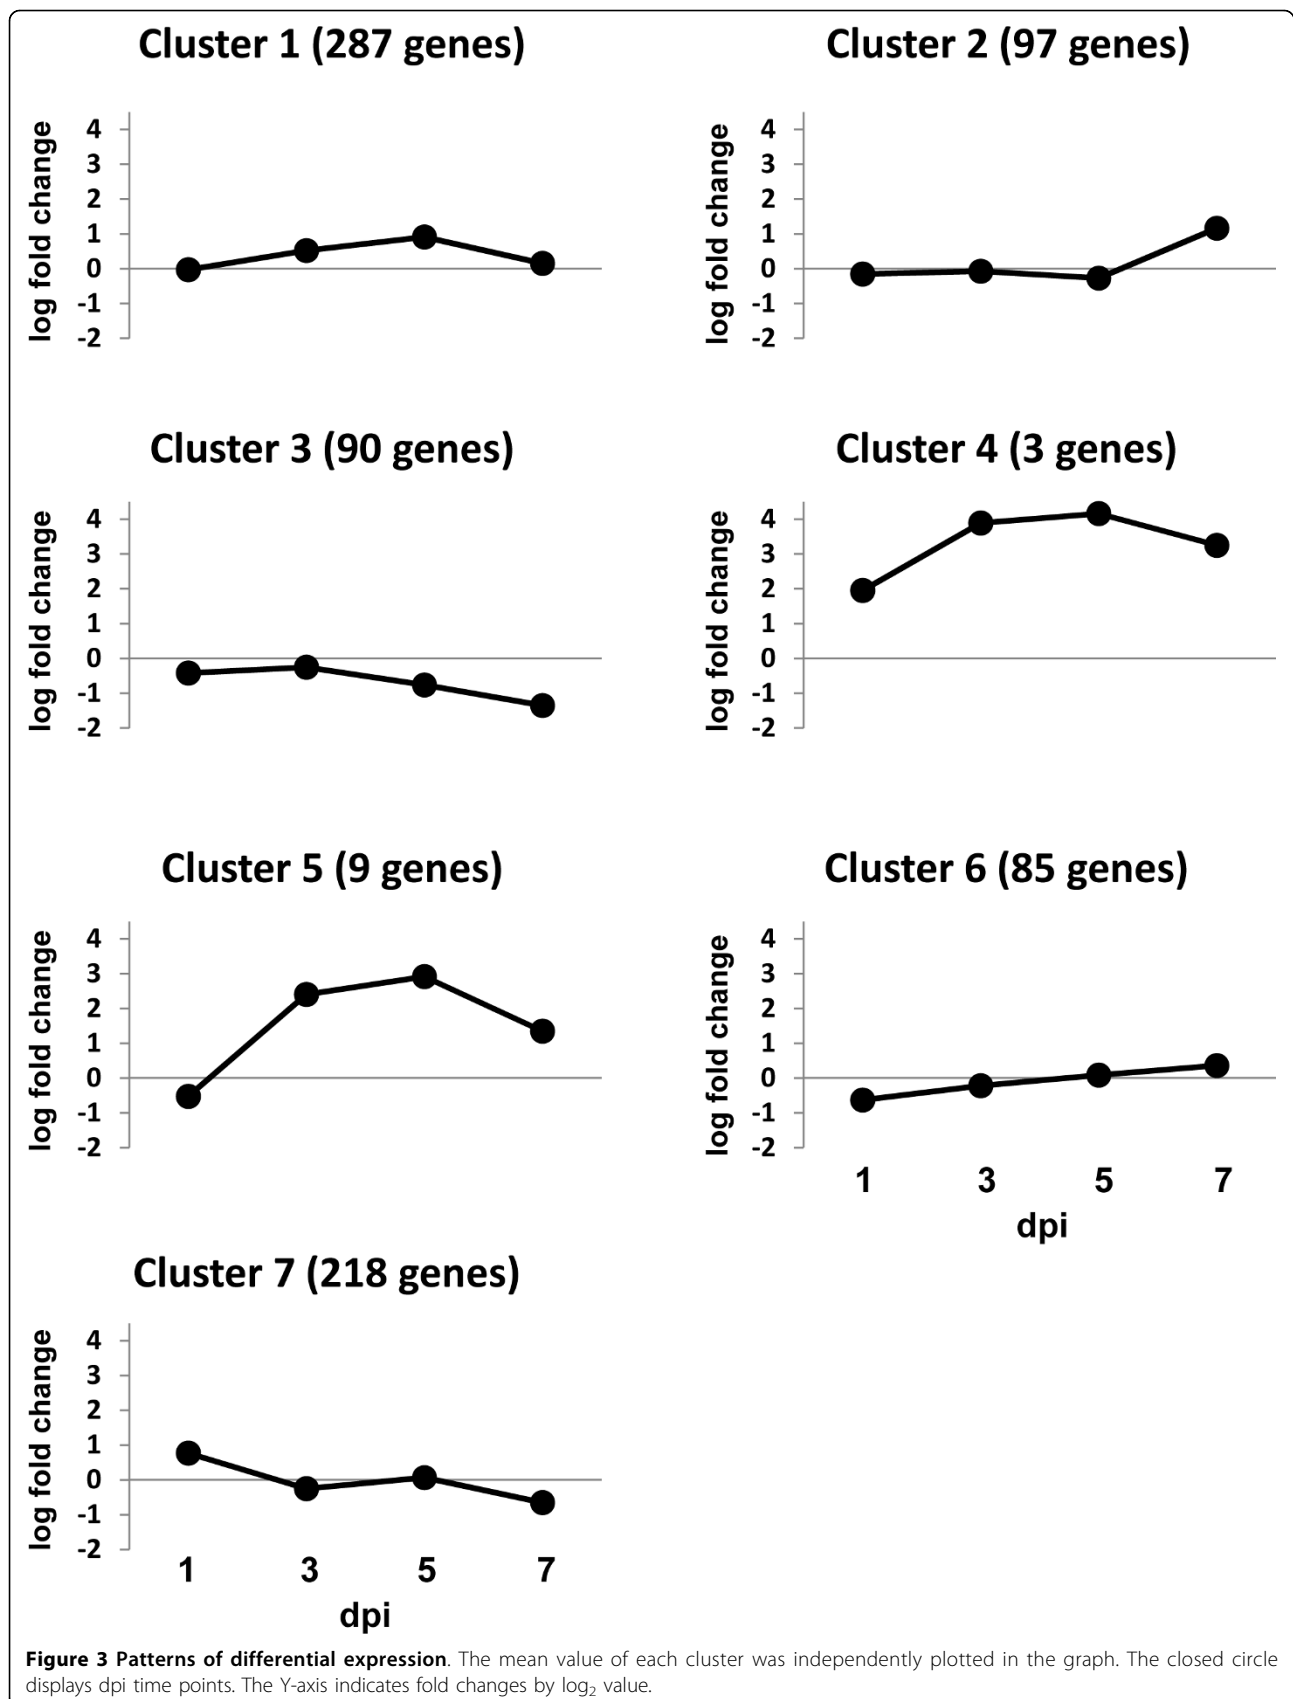 Cluster 1 (287 genes)
log fold change
4
3
2
1
0
-1
-2
Cluster 2 (97 genes)
log fold change
4
3
2
1
0
-1
-2
Cluster 3 (90 genes)
log fold change
4
3
2
1
0
-1
-2
Cluster 4 (3 genes)
log fold change
4
3
2
1
0
-1
-2
Cluster 5 (9 genes)
log fold change
4
3
2
1
0
-1
-2
Cluster 6 (85 genes)
log fold change
4
3
2
1
0
-1
-2
1 3 5 7
dpi
Cluster 7 (218 genes)
log fold change
4
3
2
1
0
-1
-2
1 3 5 7
dpi
Figure 3 Patterns of differential expression. The mean value of each cluster was independently plotted in the graph. The closed circle
displays dpi time points. The Y-axis indicates fold changes by log₂ value.